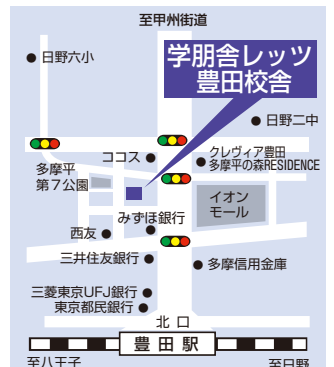 至甲州街道
日野六小
学朋舎レッツ
豊田校舎
日野二中
ココス
クレヴィア豊田
多摩平の森RESIDENCE
多摩平
第7公園
イオン
モール
みずほ銀行
西友
三井住友銀行
多摩信用金庫
三菱東京UFJ銀行
東京都民銀行
北口
豊田駅
至八王子
至日野